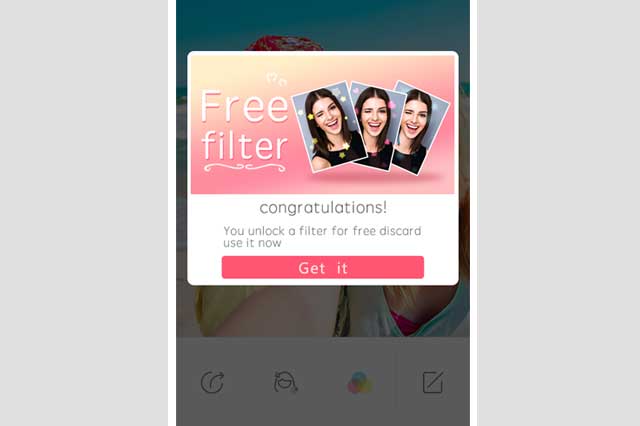 Free
filter
congratulations!
You unlock a filter for free discard
use it now
Get it